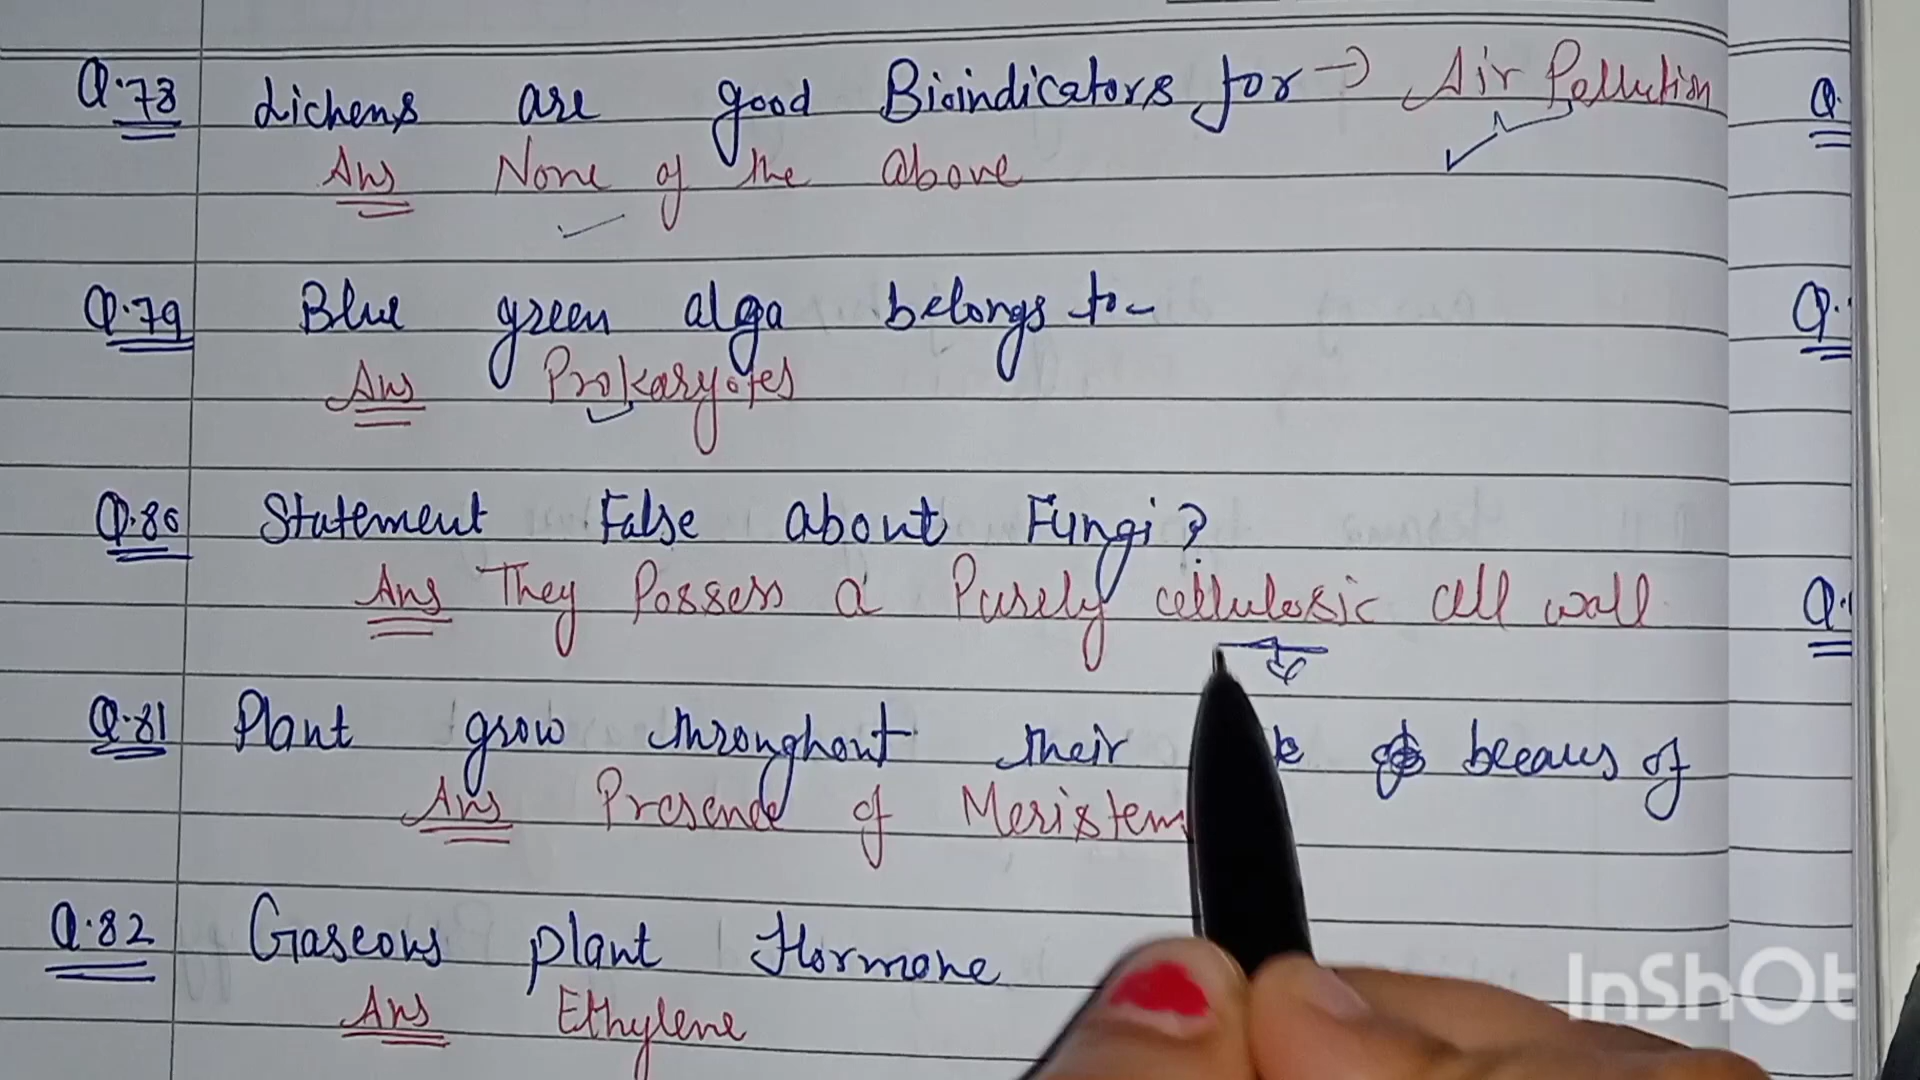 Q.78 Lichens are good Bioindicators for → Air Pollution
Ans None of the above
Q.79 Blue green alga belongs to-
Ans Prokaryotes
Q.80 Statement False about Fungi?
Ans They Possess a Purely cellulosic cell wall
Q.81 Plant grow throughout their becaus of
Ans Presence of Meristem
Q.82 Gaseous plant Hormone
Ans Ethylene
Q.
Q.
Q.
InShOt